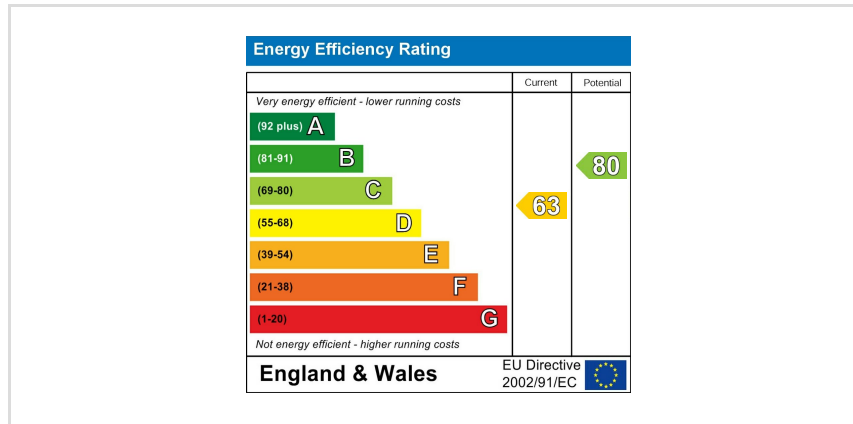 Energy Efficiency Rating
Current Potential
Very energy efficient - lower running costs
(92 plus) A
(81-91) B
(69-80) C
(55-68) D
(39-54) E
(21-38) F
(1-20) G
63
80
Not energy efficient - higher running costs
England & Wales
EU Directive
2002/91/EC